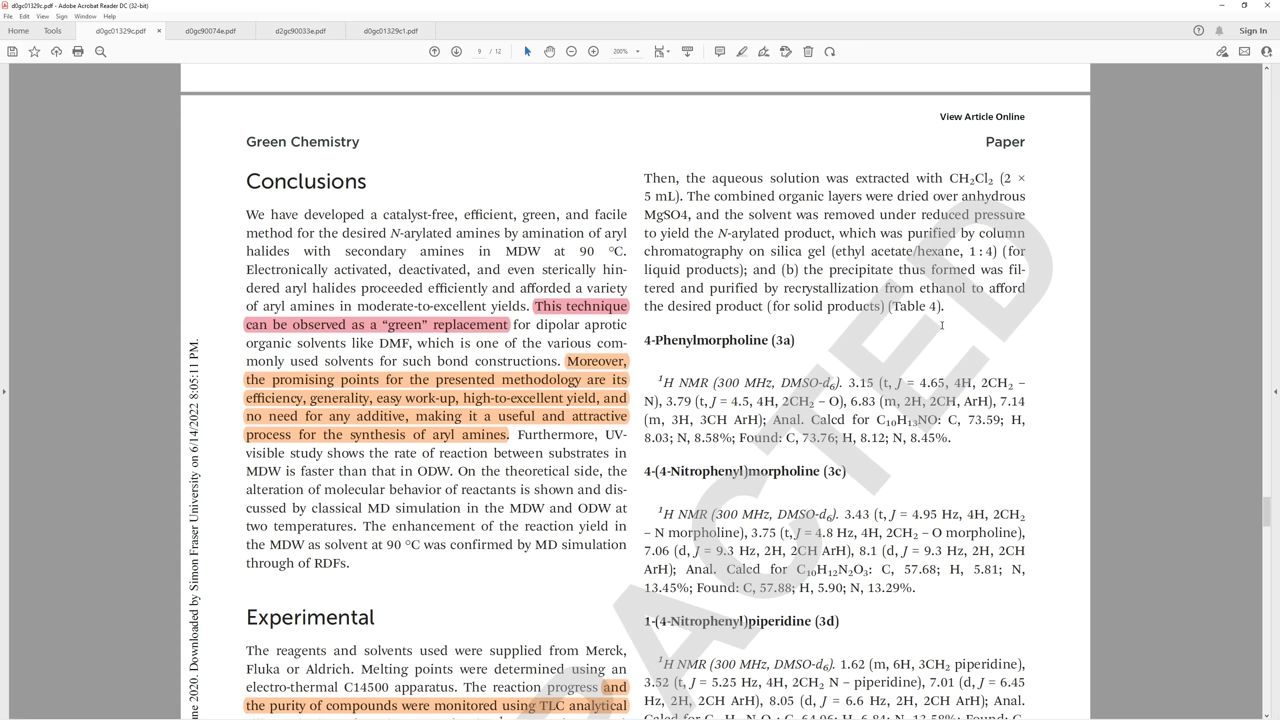 d0gc01329c.pdf - Adobe Acrobat Reader DC (32-bit)
File Edit View Sign Window Help
Home Tools d0gc01329c.pdf × d0gc90074e.pdf d2gc90033e.pdf d0gc01329c1.pdf Sign In
9 / 12 200%
View Article Online
Green Chemistry Paper
Conclusions
We have developed a catalyst-free, efficient, green, and facile
method for the desired N-arylated amines by amination of aryl
halides with secondary amines in MDW at 90 °C.
Electronically activated, deactivated, and even sterically hin-
dered aryl halides proceeded efficiently and afforded a variety
of aryl amines in moderate-to-excellent yields. This technique
can be observed as a “green” replacement for dipolar aprotic
organic solvents like DMF, which is one of the various com-
monly used solvents for such bond constructions. Moreover,
the promising points for the presented methodology are its
efficiency, generality, easy work-up, high-to-excellent yield, and
no need for any additive, making it a useful and attractive
process for the synthesis of aryl amines. Furthermore, UV-
visible study shows the rate of reaction between substrates in
MDW is faster than that in ODW. On the theoretical side, the
alteration of molecular behavior of reactants is shown and dis-
cussed by classical MD simulation in the MDW and ODW at
two temperatures. The enhancement of the reaction yield in
the MDW as solvent at 90 °C was confirmed by MD simulation
through of RDFs.
Experimental
The reagents and solvents used were supplied from Merck,
Fluka or Aldrich. Melting points were determined using an
electro-thermal C14500 apparatus. The reaction progress and
the purity of compounds were monitored using TLC analytical
Then, the aqueous solution was extracted with CH₂Cl₂ (2 ×
5 mL). The combined organic layers were dried over anhydrous
MgSO4, and the solvent was removed under reduced pressure
to yield the N-arylated product, which was purified by column
chromatography on silica gel (ethyl acetate/hexane, 1 : 4) (for
liquid products); and (b) the precipitate thus formed was fil-
tered and purified by recrystallization from ethanol to afford
the desired product (for solid products) (Table 4).
4-Phenylmorpholine (3a)
¹H NMR (300 MHz, DMSO-d₆). 3.15 (t, J = 4.65, 4H, 2CH₂ –
N), 3.79 (t, J = 4.5, 4H, 2CH₂ – O), 6.83 (m, 2H, 2CH, ArH), 7.14
(m, 3H, 3CH ArH); Anal. Calcd for C₁₀H₁₃NO: C, 73.59; H,
8.03; N, 8.58%; Found: C, 73.76; H, 8.12; N, 8.45%.
4-(4-Nitrophenyl)morpholine (3c)
¹H NMR (300 MHz, DMSO-d₆). 3.43 (t, J = 4.95 Hz, 4H, 2CH₂
– N morpholine), 3.75 (t, J = 4.8 Hz, 4H, 2CH₂ – O morpholine),
7.06 (d, J = 9.3 Hz, 2H, 2CH ArH), 8.1 (d, J = 9.3 Hz, 2H, 2CH
ArH); Anal. Calcd for C₁₀H₁₂N₂O₃: C, 57.68; H, 5.81; N,
13.45%; Found: C, 57.88; H, 5.90; N, 13.29%.
1-(4-Nitrophenyl)piperidine (3d)
¹H NMR (300 MHz, DMSO-d₆). 1.62 (m, 6H, 3CH₂ piperidine),
3.52 (t, J = 5.25 Hz, 4H, 2CH₂ N – piperidine), 7.01 (d, J = 6.45
Hz, 2H, 2CH ArH), 8.05 (d, J = 6.6 Hz, 2H, 2CH ArH); Anal.
ne 2020. Downloaded by Simon Fraser University on 6/14/2022 8:05:11 PM.
ACTED